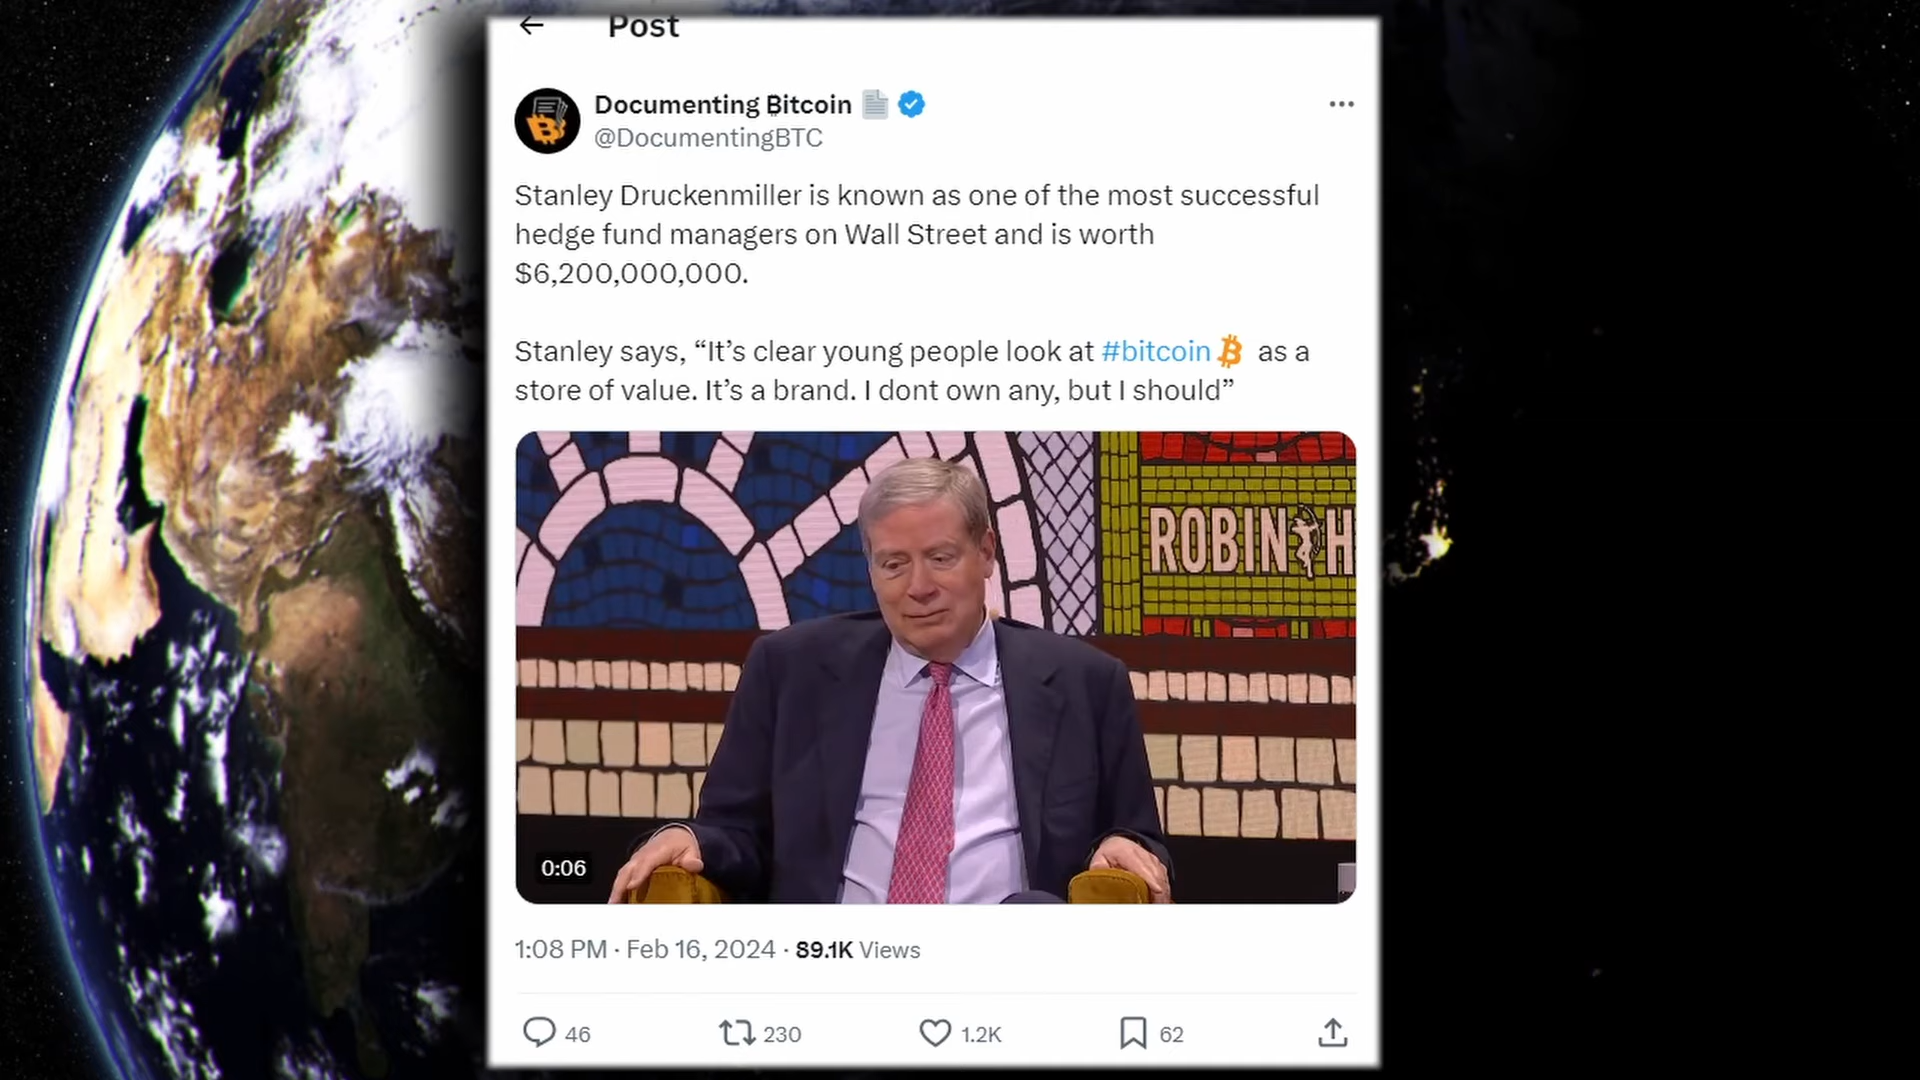 Post
Documenting ₿itcoin
@DocumentingBTC
Stanley Druckenmiller is known as one of the most successful
hedge fund managers on Wall Street and is worth
$6,200,000,000.
Stanley says, “It’s clear young people look at #bitcoin as a
store of value. It’s a brand. I dont own any, but I should”
ROBIN H
0:06
1:08 PM · Feb 16, 2024 · 89.1K Views
46 230 1.2K 62